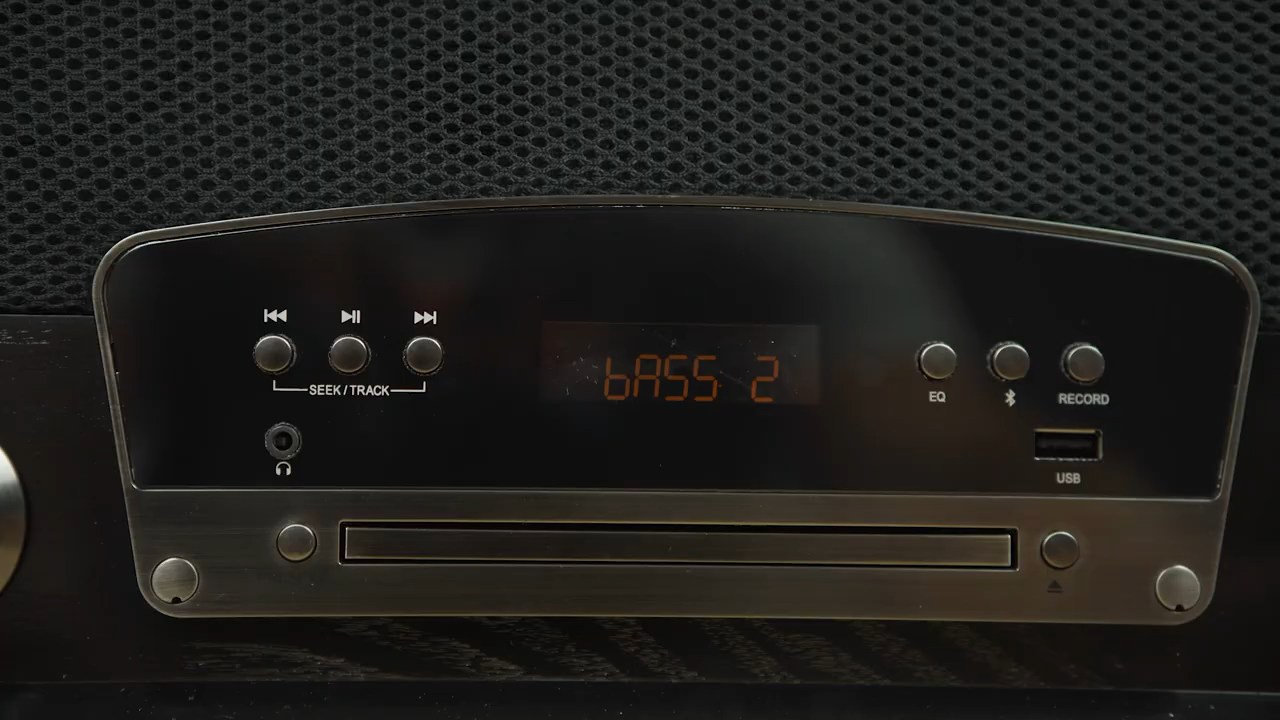 bASS 2
SEEK / TRACK
EQ
RECORD
USB